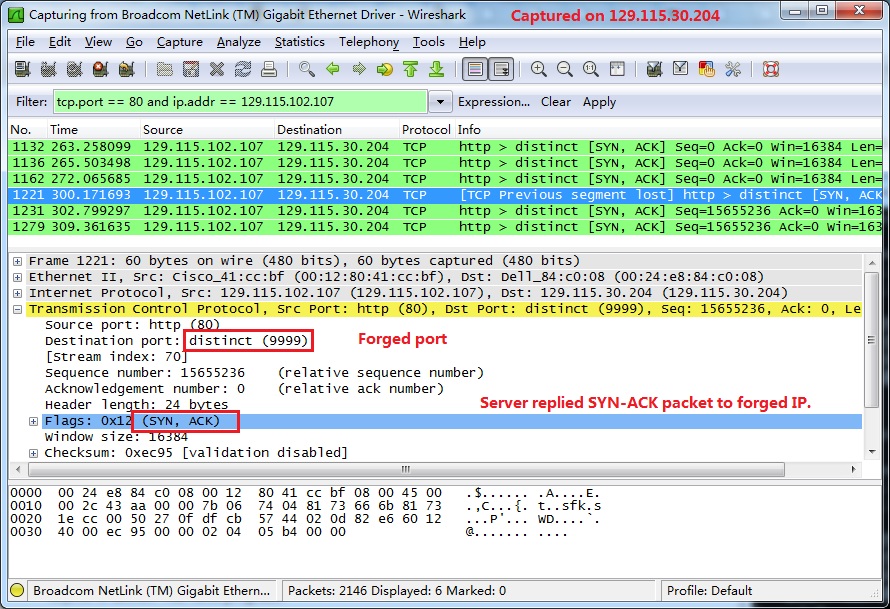 Capturing from Broadcom NetLink (TM) Gigabit Ethernet Driver - Wireshark
Captured on 129.115.30.204
File Edit View Go Capture Analyze Statistics Telephony Tools Help
Filter: tcp.port == 80 and ip.addr == 129.115.102.107 Expression... Clear Apply
No. Time Source Destination Protocol Info
1132 263.258099 129.115.102.107 129.115.30.204 TCP http > distinct [SYN, ACK] Seq=0 Ack=0 Win=16384 Len=
1136 265.503498 129.115.102.107 129.115.30.204 TCP http > distinct [SYN, ACK] Seq=0 Ack=0 Win=16384 Len=
1162 272.065685 129.115.102.107 129.115.30.204 TCP http > distinct [SYN, ACK] Seq=0 Ack=0 Win=16384 Len=
1221 300.171693 129.115.102.107 129.115.30.204 TCP [TCP Previous segment lost] http > distinct [SYN, ACK
1231 302.799297 129.115.102.107 129.115.30.204 TCP http > distinct [SYN, ACK] Seq=15655236 Ack=0 Win=163
1279 309.361635 129.115.102.107 129.115.30.204 TCP http > distinct [SYN, ACK] Seq=15655236 Ack=0 Win=163
Frame 1221: 60 bytes on wire (480 bits), 60 bytes captured (480 bits)
Ethernet II, Src: Cisco_41:cc:bf (00:12:80:41:cc:bf), Dst: Dell_84:c0:08 (00:24:e8:84:c0:08)
Internet Protocol, Src: 129.115.102.107 (129.115.102.107), Dst: 129.115.30.204 (129.115.30.204)
Transmission Control Protocol, Src Port: http (80), Dst Port: distinct (9999), Seq: 15655236, Ack: 0, Le
Source port: http (80)
Destination port: distinct (9999) Forged port
[Stream index: 70]
Sequence number: 15655236 (relative sequence number)
Acknowledgement number: 0 (relative ack number)
Header length: 24 bytes
Server replied SYN-ACK packet to forged IP.
Flags: 0x12 (SYN, ACK)
Window size: 16384
Checksum: 0xec95 [validation disabled]
0000 00 24 e8 84 c0 08 00 12 80 41 cc bf 08 00 45 00 .$...... .A....E.
0010 00 2c 43 aa 00 00 7b 06 74 04 81 73 66 6b 81 73 .,C...{. t..sfk.s
0020 1e cc 00 50 27 0f df cb 57 44 02 0d 82 e6 60 12 ...P'... WD....`.
0030 40 00 ec 95 00 00 02 04 05 b4 00 00 @....... ....
Broadcom NetLink (TM) Gigabit Ethern... Packets: 2146 Displayed: 6 Marked: 0 Profile: Default